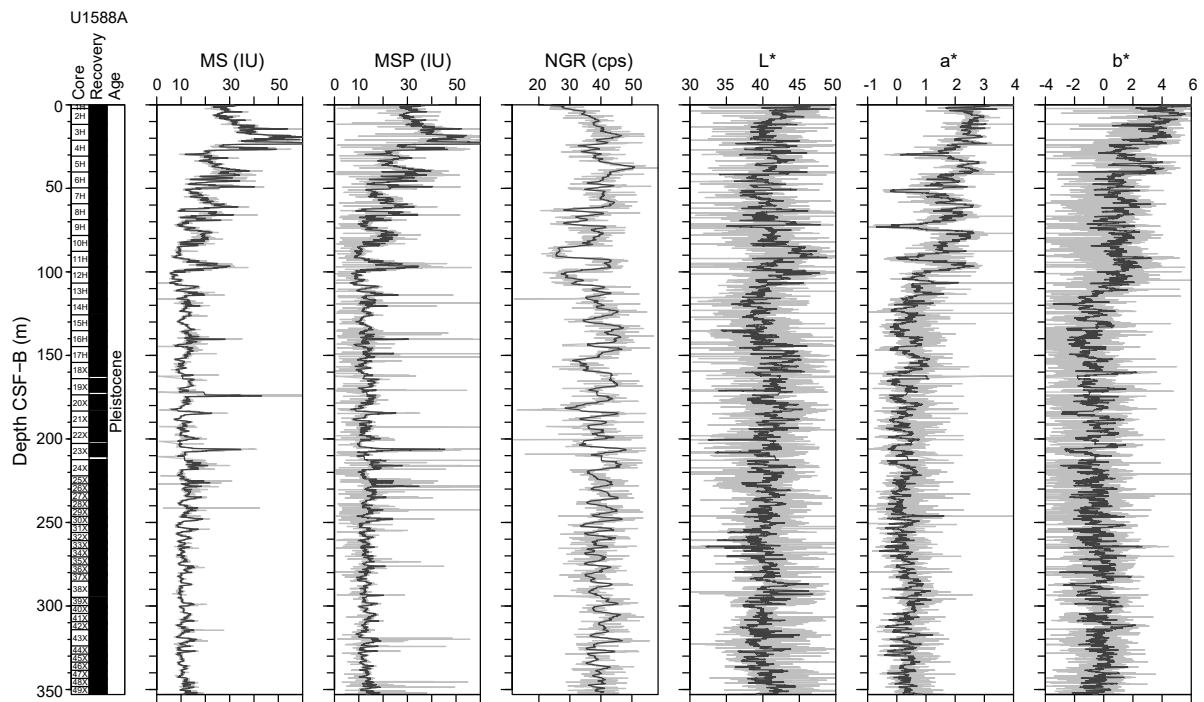 U1588A
Core
Recovery
Age
MS (IU)
MSP (IU)
NGR (cps)
L*
a*
b*
0 10 30 50
0 10 30 50
20 30 40 50
30 35 40 45 50
-1 0 1 2 3 4
-4 -2 0 2 4 6
Depth CSF−B (m)
0
50
100
150
200
250
300
350
1H
2H
3H
4H
5H
6H
7H
8H
9H
10H
11H
12H
13H
14H
15H
16H
17H
18X
19X
20X
21X
22X
23X
24X
25X
26X
27X
28X
29X
30X
31X
32X
33X
34X
35X
36X
37X
38X
39X
40X
41X
42X
43X
44X
45X
46X
47X
48X
49X
Pleistocene